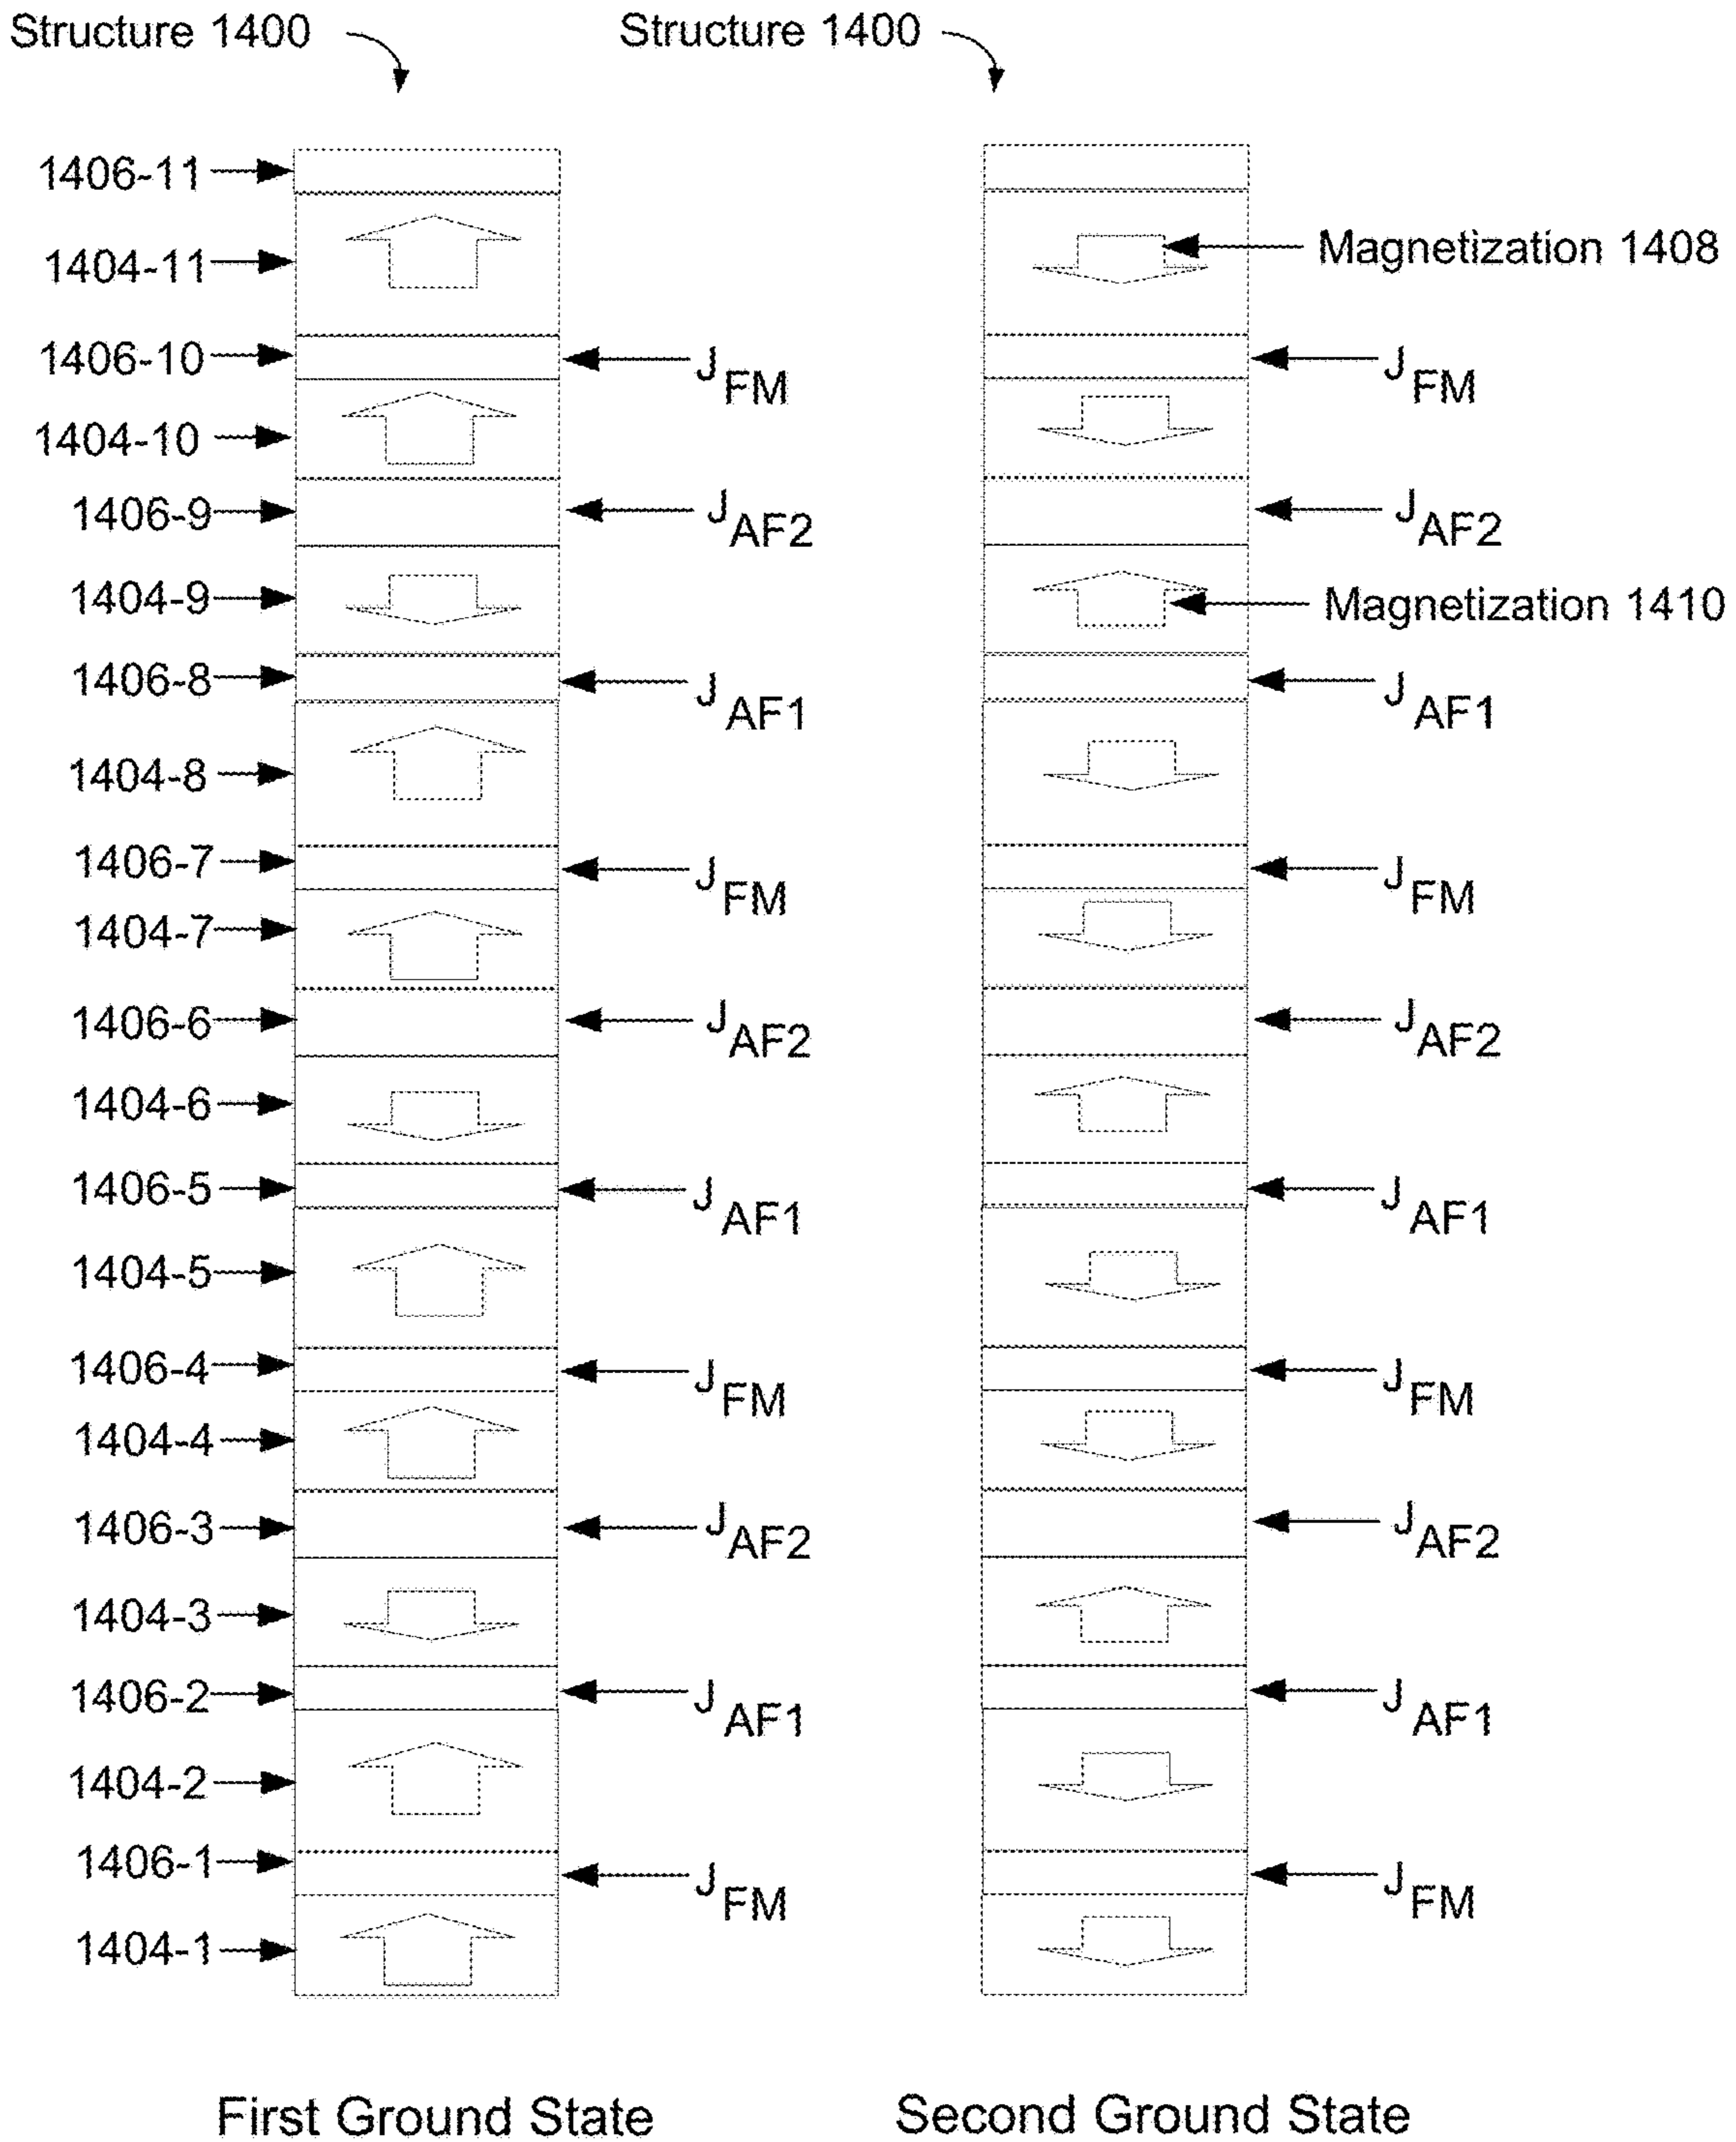 Structure 1400 Structure 1400
1406-11
1404-11 Magnetization 1408
1406-10 JFM JFM
1404-10
1406-9 JAF2 JAF2
1404-9 Magnetization 1410
1406-8 JAF1 JAF1
1404-8
1406-7 JFM JFM
1404-7
1406-6 JAF2 JAF2
1404-6
1406-5 JAF1 JAF1
1404-5
1406-4 JFM JFM
1404-4
1406-3 JAF2 JAF2
1404-3
1406-2 JAF1 JAF1
1404-2
1406-1 JFM JFM
1404-1
First Ground State Second Ground State